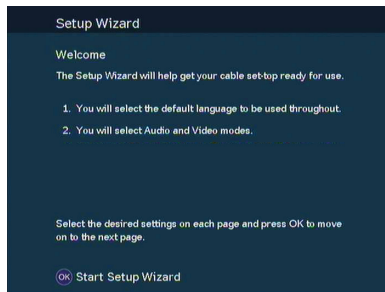 Setup Wizard
Welcome
The Setup Wizard will help get your cable set-top ready for use.
1. You will select the default language to be used throughout.
2. You will select Audio and Video modes.
Select the desired settings on each page and press OK to move
on to the next page.
OK Start Setup Wizard